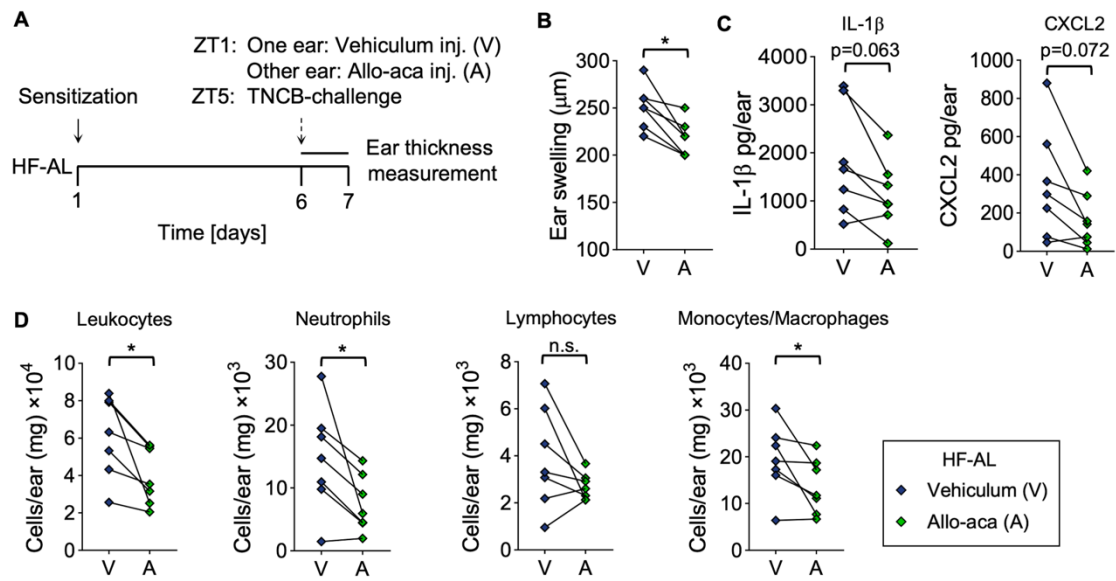 A
ZT1: One ear: Vehiculum inj. (V)
Other ear: Allo-aca inj. (A)
Sensitization
ZT5: TNCB-challenge
HF-AL
Ear thickness
measurement
1
6
7
Time [days]
B
*
Ear swelling (μm)
300
250
200
150
100
V
A
C
IL-1β
p=0.063
IL-1β pg/ear
4000
3000
2000
1000
0
V
A
CXCL2
p=0.072
CXCL2 pg/ear
1000
800
600
400
200
0
V
A
D
Leukocytes
*
Cells/ear (mg) ×10⁴
10
8
6
4
2
0
V
A
Neutrophils
*
Cells/ear (mg) ×10³
30
20
10
0
V
A
Lymphocytes
n.s.
Cells/ear (mg) ×10³
8
6
4
2
0
V
A
Monocytes/Macrophages
*
Cells/ear (mg) ×10³
40
30
20
10
0
V
A
HF-AL
Vehiculum (V)
Allo-aca (A)